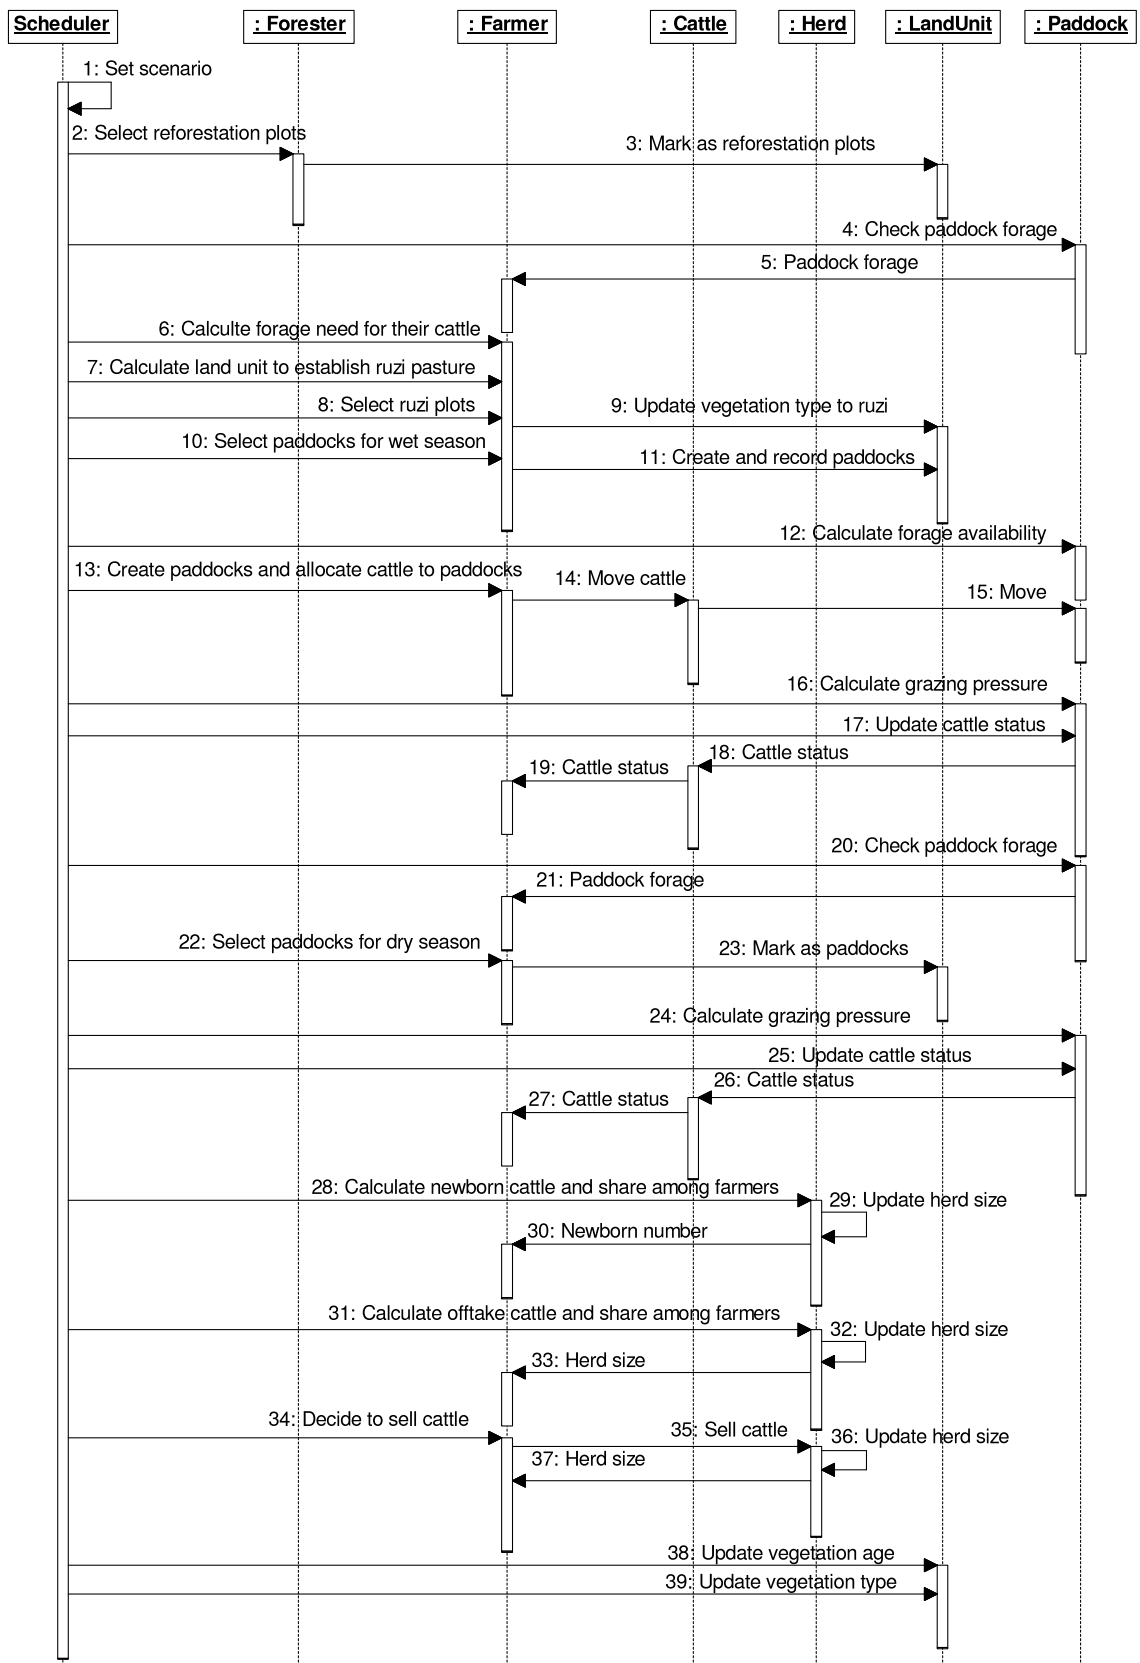 Scheduler
: Forester
: Farmer
: Cattle
: Herd
: LandUnit
: Paddock
1: Set scenario
2: Select reforestation plots
3: Mark as reforestation plots
4: Check paddock forage
5: Paddock forage
6: Calculte forage need for their cattle
7: Calculate land unit to establish ruzi pasture
8: Select ruzi plots
9: Update vegetation type to ruzi
10: Select paddocks for wet season
11: Create and record paddocks
12: Calculate forage availability
13: Create paddocks and allocate cattle to paddocks
14: Move cattle
15: Move
16: Calculate grazing pressure
17: Update cattle status
18: Cattle status
19: Cattle status
20: Check paddock forage
21: Paddock forage
22: Select paddocks for dry season
23: Mark as paddocks
24: Calculate grazing pressure
25: Update cattle status
26: Cattle status
27: Cattle status
28: Calculate newborn cattle and share among farmers
29: Update herd size
30: Newborn number
31: Calculate offtake cattle and share among farmers
32: Update herd size
33: Herd size
34: Decide to sell cattle
35: Sell cattle
36: Update herd size
37: Herd size
38: Update vegetation age
39: Update vegetation type